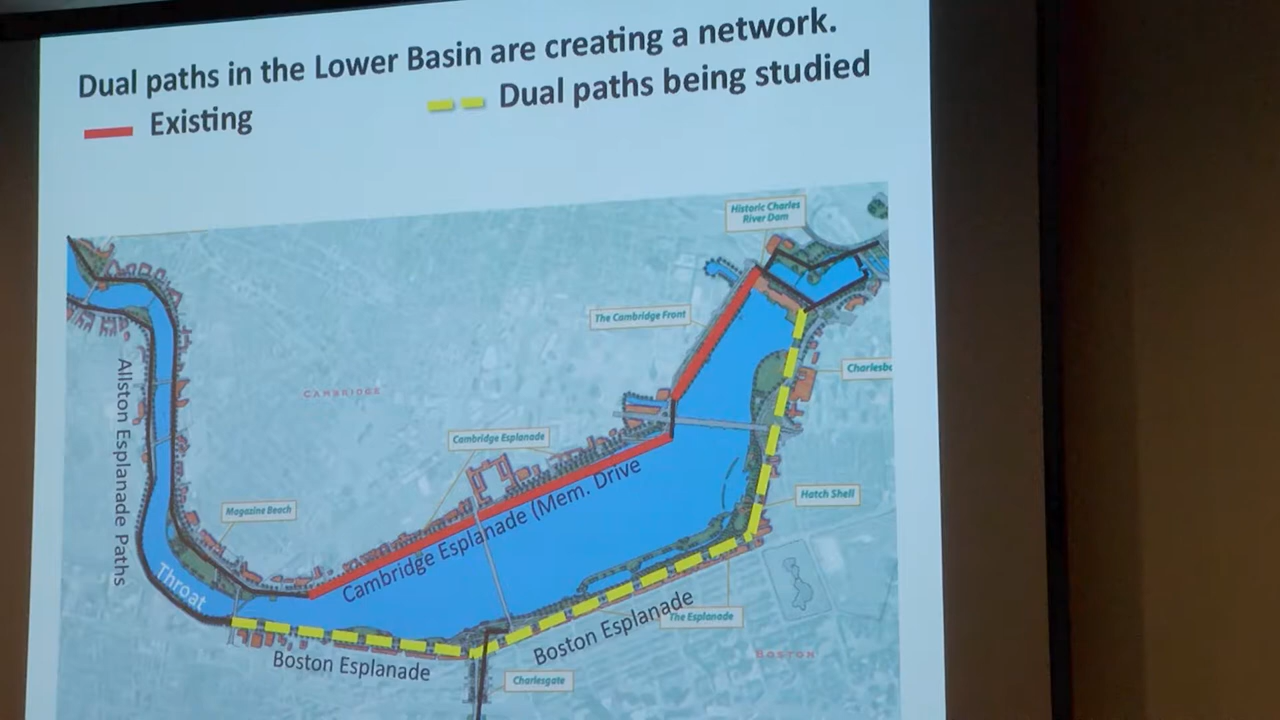 Dual paths in the Lower Basin are creating a network.
Existing
Dual paths being studied
Historic Charles
River Dam
The Cambridge Front
Charlesb
CAMBRIDGE
Cambridge Esplanade
Allston Esplanade Paths
Magazine Beach
Cambridge Esplanade (Mem. Drive
Hatch Shell
Throat
The Esplanade
Boston Esplanade
Boston Esplanade
BOSTON
Charlesgate